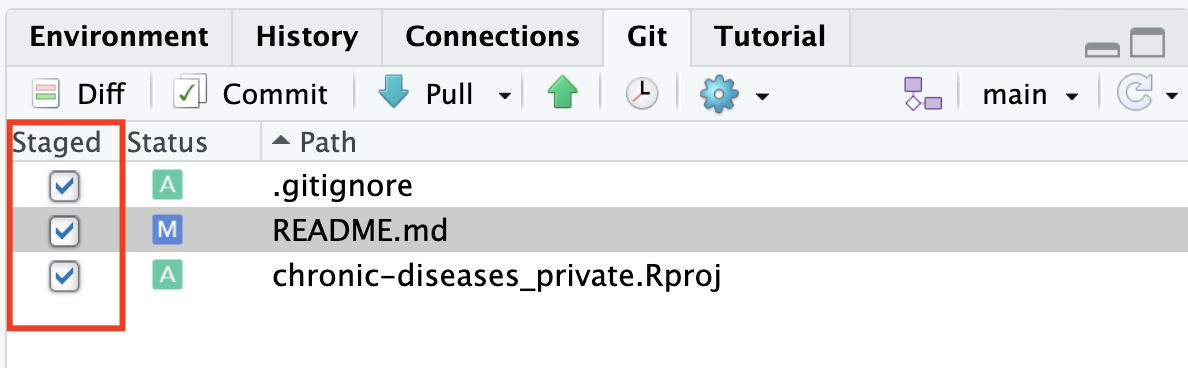 Environment History Connections Git Tutorial
Diff Commit Pull main
Staged Status Path
A .gitignore
M README.md
A chronic-diseases_private.Rproj